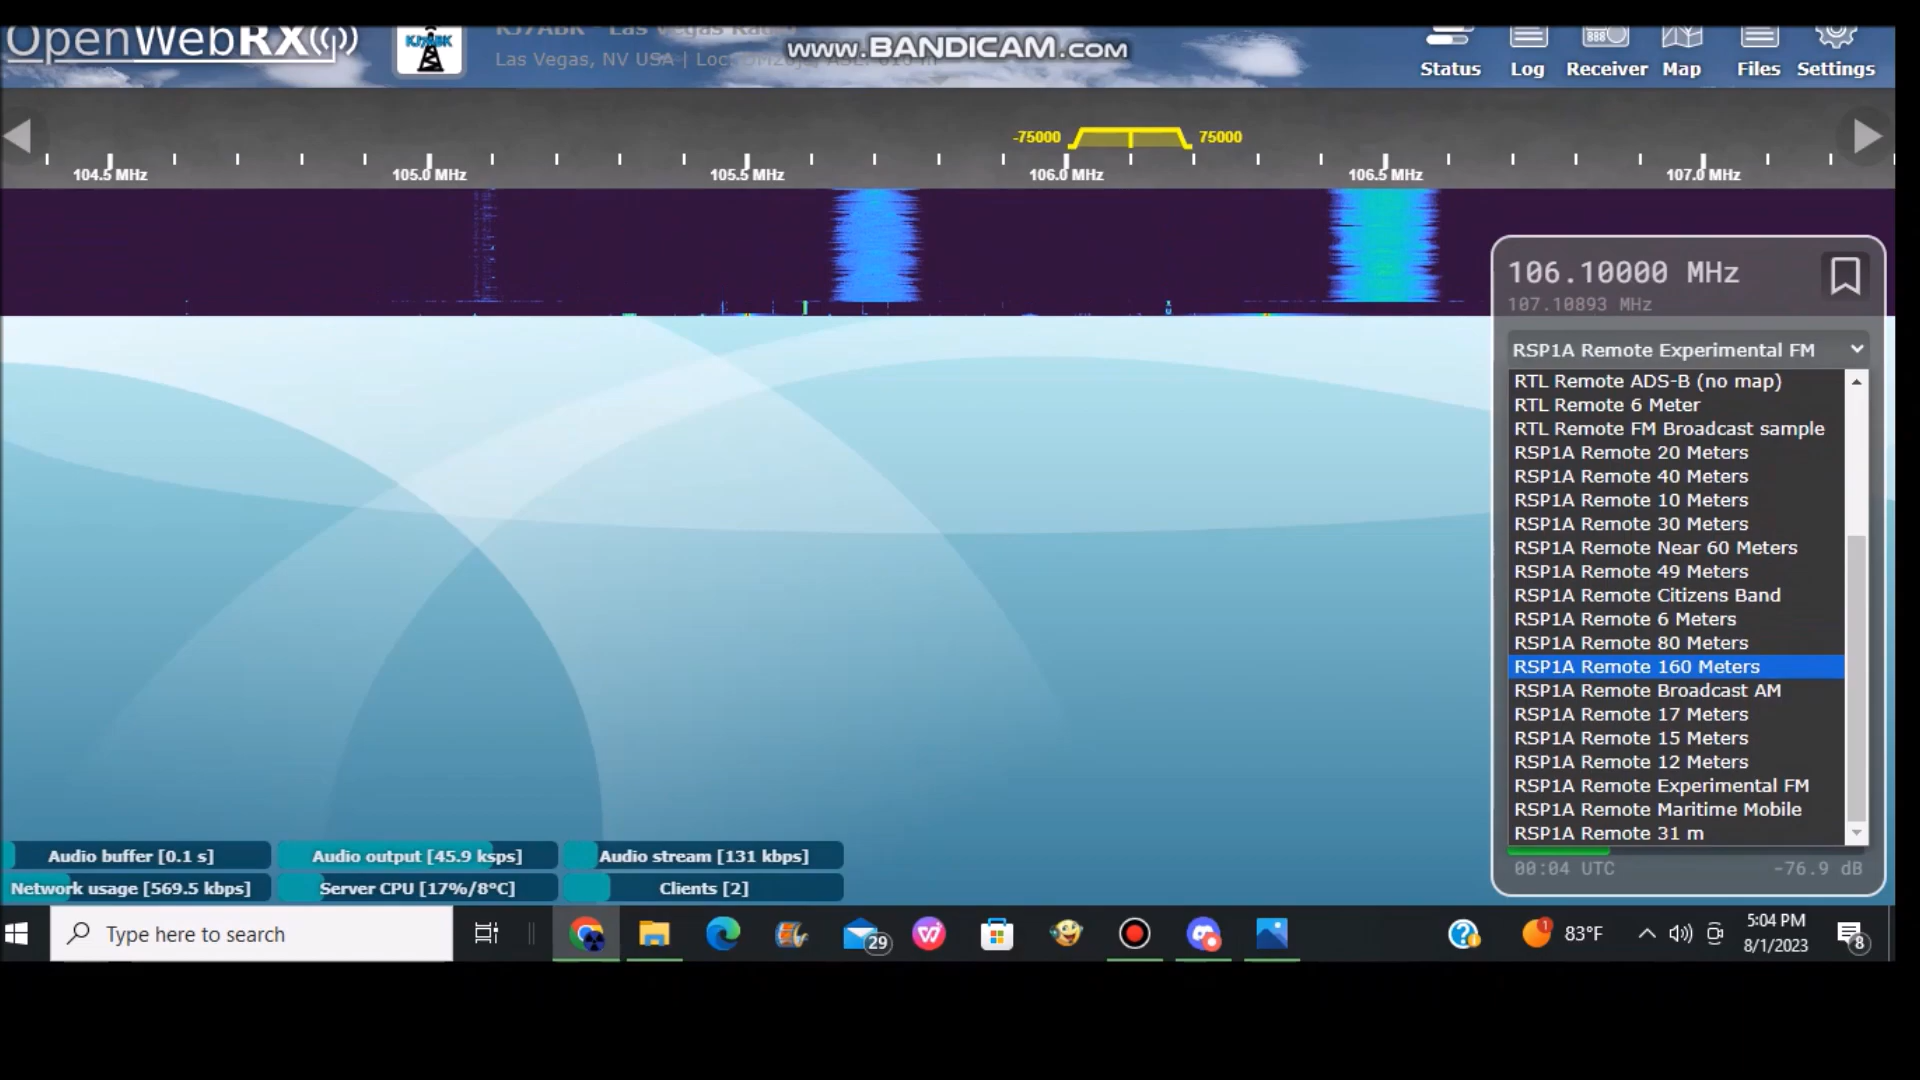 OpenWebRX
KJ7ABK
KJ7ABK - Las Vegas Radio
Las Vegas, NV USA | Loc:
www.BANDICAM.com
Status
Log
Receiver
Map
Files
Settings
-75000
75000
104.5 MHz
105.0 MHz
105.5 MHz
106.0 MHz
106.5 MHz
107.0 MHz
106.10000 MHz
107.10893 MHz
RSP1A Remote Experimental FM
RTL Remote ADS-B (no map)
RTL Remote 6 Meter
RTL Remote FM Broadcast sample
RSP1A Remote 20 Meters
RSP1A Remote 40 Meters
RSP1A Remote 10 Meters
RSP1A Remote 30 Meters
RSP1A Remote Near 60 Meters
RSP1A Remote 49 Meters
RSP1A Remote Citizens Band
RSP1A Remote 6 Meters
RSP1A Remote 80 Meters
RSP1A Remote 160 Meters
RSP1A Remote Broadcast AM
RSP1A Remote 17 Meters
RSP1A Remote 15 Meters
RSP1A Remote 12 Meters
RSP1A Remote Experimental FM
RSP1A Remote Maritime Mobile
RSP1A Remote 31 m
00:04 UTC
-76.9 dB
Audio buffer [0.1 s]
Audio output [45.9 ksps]
Audio stream [131 kbps]
Network usage [569.5 kbps]
Server CPU [17%/8°C]
Clients [2]
Type here to search
29
1
83°F
5:04 PM
8/1/2023
8